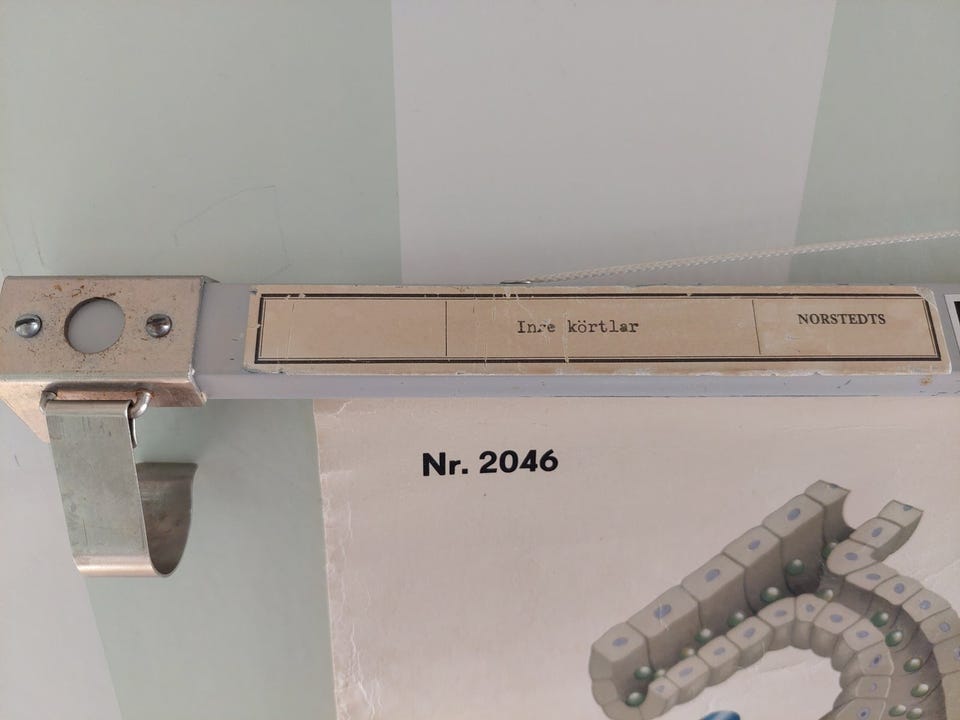 Inre körtlar
NORSTEDTS
Nr. 2046